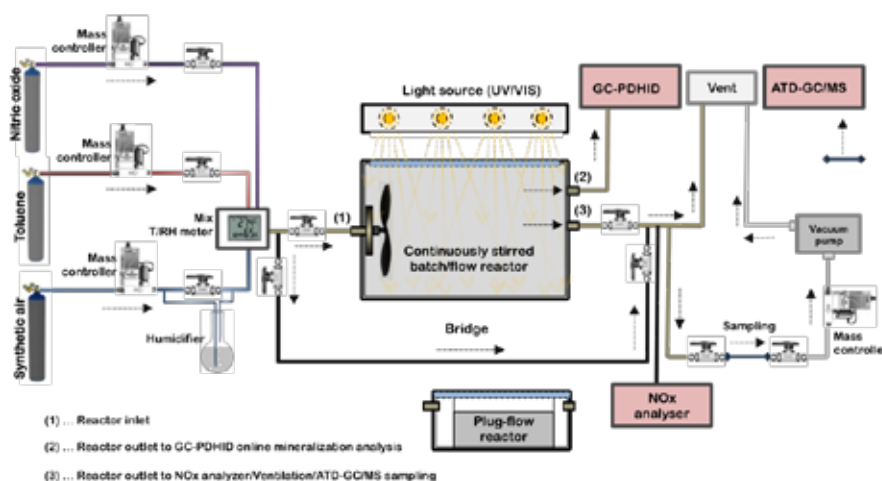 Mass
controller
Nitric oxide
Mass
controller
Toluene
Mass
controller
Synthetic air
Humidifier
Mix
T/RH meter
Light source (UV/VIS)
(1)
Continuously stirred
batch/flow reactor
(2)
(3)
GC-PDHID
Vent
ATD-GC/MS
Vacuum
pump
Mass
controlle
Sampling
Bridge
NOx
analyser
Plug-flow
reactor
(1) ... Reactor inlet
(2) ... Reactor outlet to GC-PDHID online mineralization analysis
(3) ... Reactor outlet to NOx analyzer/Ventilation/ATD-GC/MS sampling